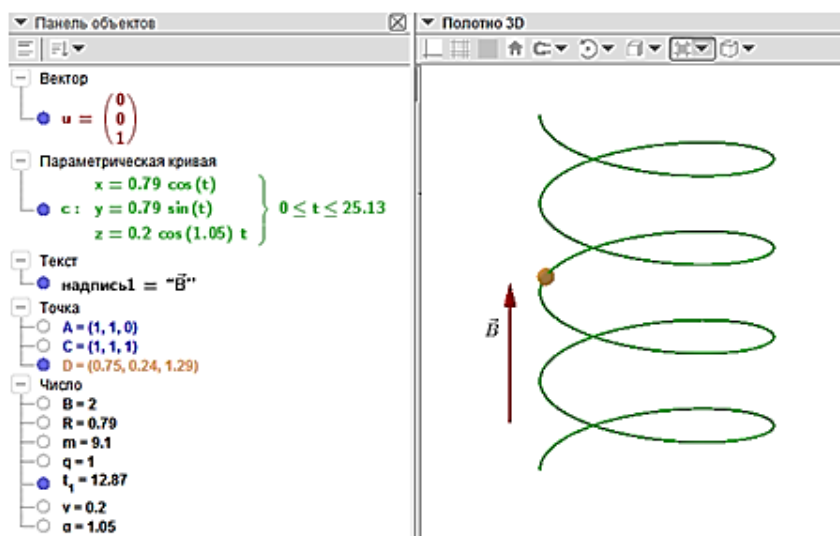 Панель объектов
Вектор
u = (0 0 1)
Параметрическая кривая
x = 0.79 cos (t)
c : y = 0.79 sin (t) } 0 ≤ t ≤ 25.13
z = 0.2 cos (1.05) t
Текст
надпись1 = “B⃗”
Точка
A = (1, 1, 0)
C = (1, 1, 1)
D = (0.75, 0.24, 1.29)
Число
B = 2
R = 0.79
m = 9.1
q = 1
t₁ = 12.87
v = 0.2
α = 1.05
Полотно 3D
B⃗